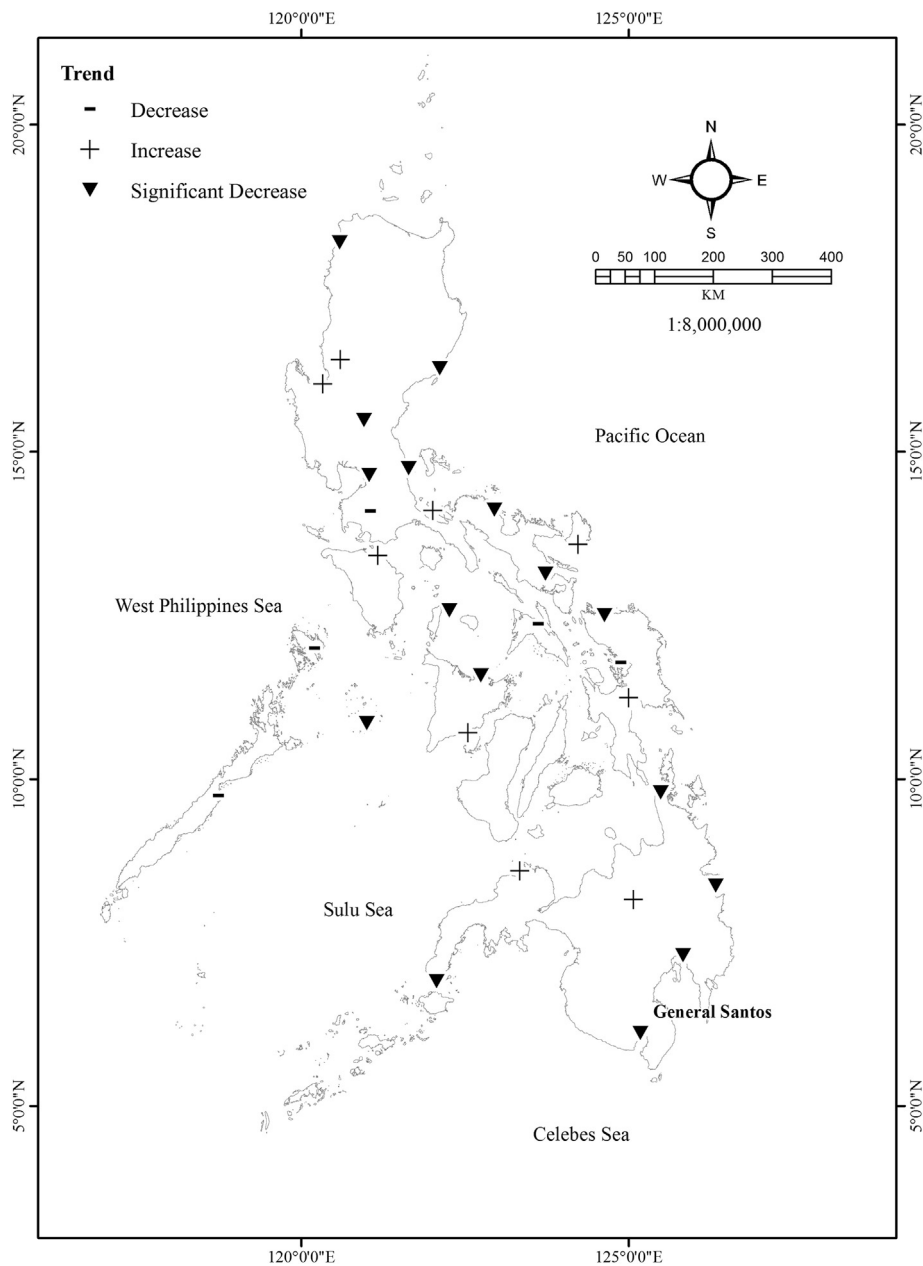 120°0'0"E 125°0'0"E
Trend
Decrease
Increase
Significant Decrease
N
W E
S
0 50 100 200 300 400
KM
1:8,000,000
20°0'0"N 20°0'0"N
15°0'0"N 15°0'0"N
Pacific Ocean
West Philippines Sea
10°0'0"N 10°0'0"N
Sulu Sea
General Santos
5°0'0"N 5°0'0"N
Celebes Sea
120°0'0"E 125°0'0"E